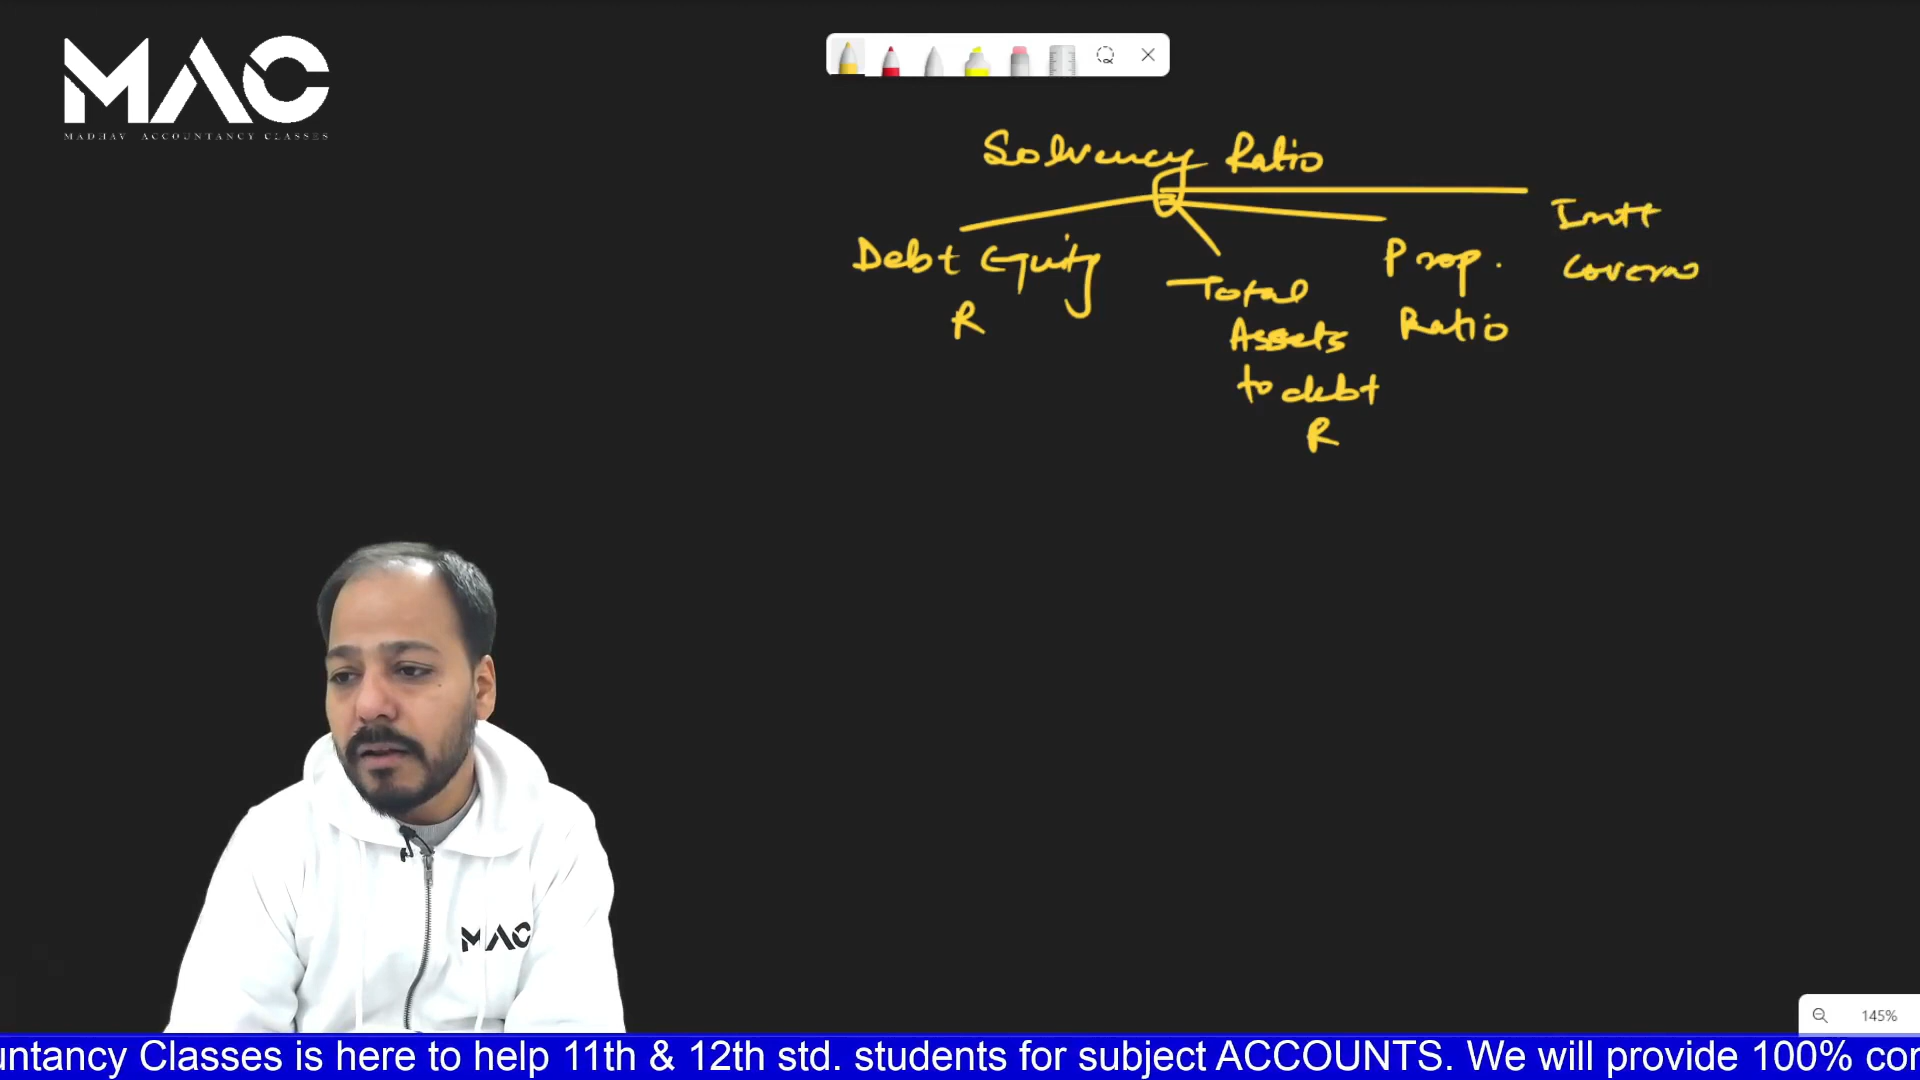 MAC
MADHAV ACCOUNTANCY CLASSES
Solvency Ratio
Debt Equity
R
Total
Assets
to debt
R
Prop.
Ratio
Intt
Covera
MAC
145%
untancy Classes is here to help 11th & 12th std. students for subject ACCOUNTS. We will provide 100% cor